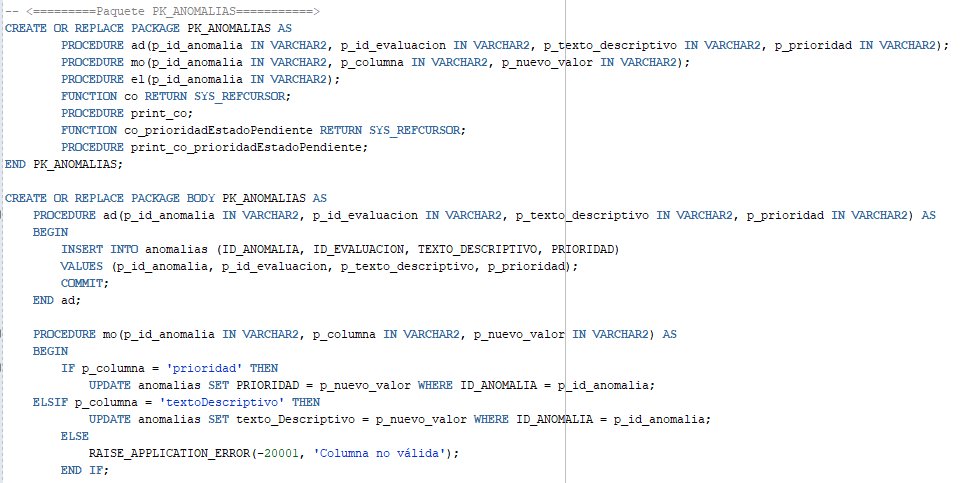 -- <=========Paquete PK_ANOMALIAS===========>
CREATE OR REPLACE PACKAGE PK_ANOMALIAS AS
        PROCEDURE ad(p_id_anomalia IN VARCHAR2, p_id_evaluacion IN VARCHAR2, p_texto_descriptivo IN VARCHAR2, p_prioridad IN VARCHAR2);
        PROCEDURE mo(p_id_anomalia IN VARCHAR2, p_columna IN VARCHAR2, p_nuevo_valor IN VARCHAR2);
        PROCEDURE el(p_id_anomalia IN VARCHAR2);
        FUNCTION co RETURN SYS_REFCURSOR;
        PROCEDURE print_co;
        FUNCTION co_prioridadEstadoPendiente RETURN SYS_REFCURSOR;
        PROCEDURE print_co_prioridadEstadoPendiente;
END PK_ANOMALIAS;

CREATE OR REPLACE PACKAGE BODY PK_ANOMALIAS AS
    PROCEDURE ad(p_id_anomalia IN VARCHAR2, p_id_evaluacion IN VARCHAR2, p_texto_descriptivo IN VARCHAR2, p_prioridad IN VARCHAR2) AS
    BEGIN
        INSERT INTO anomalias (ID_ANOMALIA, ID_EVALUACION, TEXTO_DESCRIPTIVO, PRIORIDAD)
        VALUES (p_id_anomalia, p_id_evaluacion, p_texto_descriptivo, p_prioridad);
        COMMIT;
    END ad;

    PROCEDURE mo(p_id_anomalia IN VARCHAR2, p_columna IN VARCHAR2, p_nuevo_valor IN VARCHAR2) AS
    BEGIN
        IF p_columna = 'prioridad' THEN
            UPDATE anomalias SET PRIORIDAD = p_nuevo_valor WHERE ID_ANOMALIA = p_id_anomalia;
    ELSIF p_columna = 'textoDescriptivo' THEN
            UPDATE anomalias SET texto_Descriptivo = p_nuevo_valor WHERE ID_ANOMALIA = p_id_anomalia;
        ELSE
            RAISE_APPLICATION_ERROR(-20001, 'Columna no válida');
        END IF;